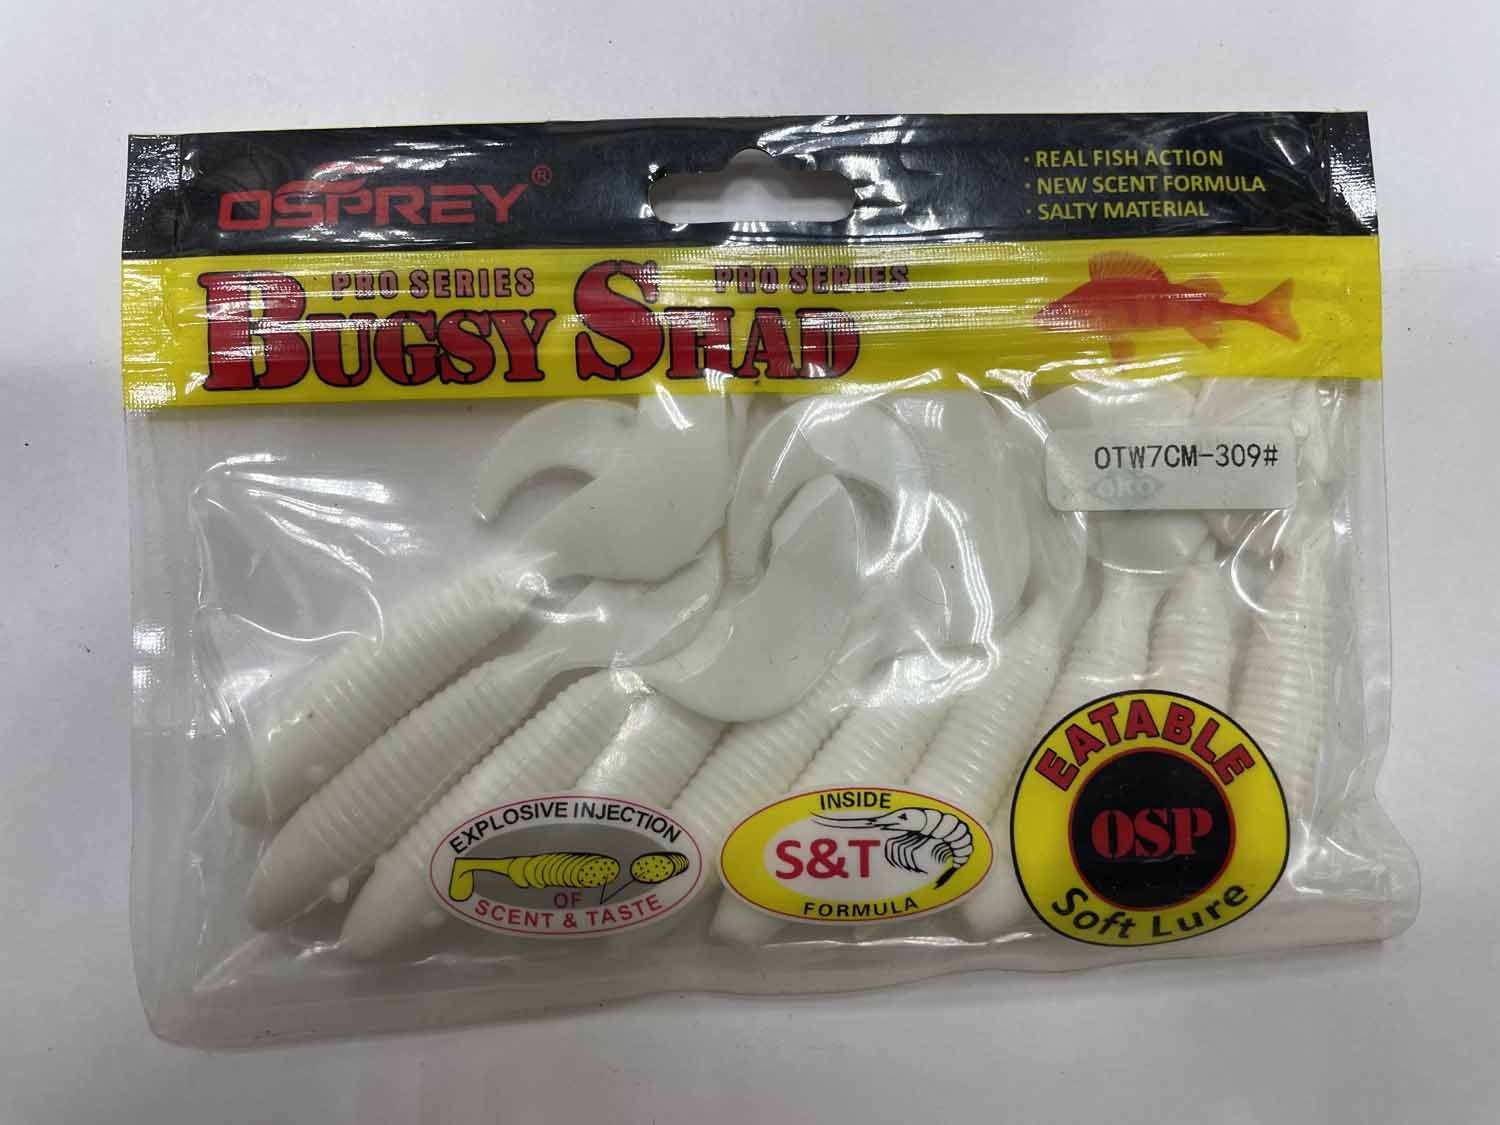 OSPREY®
· REAL FISH ACTION
· NEW SCENT FORMULA
· SALTY MATERIAL
PRO SERIES PRO SERIES
BUGSY SHAD
OTW7CM-309#
EXPLOSIVE INJECTION
OF
SCENT & TASTE
INSIDE
S&T
FORMULA
EATABLE
OSP
Soft Lure